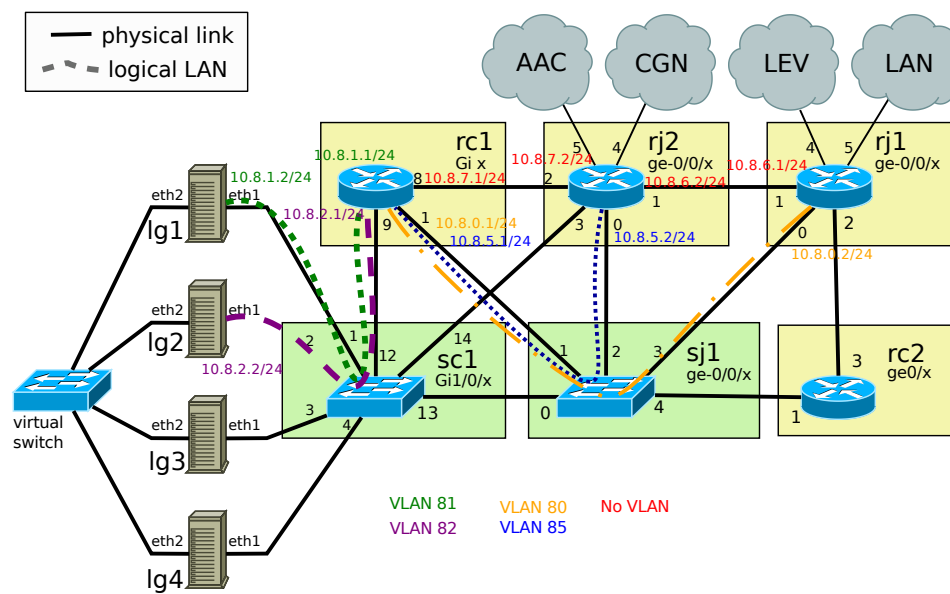 physical link
logical LAN
AAC
CGN
LEV
LAN
rc1
Gi x
rj2
ge-0/0/x
rj1
ge-0/0/x
5
4
4
5
10.8.1.1/24
10.8.7.2/24
10.8.6.1/24
8
10.8.7.1/24
2
10.8.6.2/24
10.8.1.2/24
eth2
eth1
lg1
10.8.2.1/24
9
1
10.8.0.1/24
10.8.5.1/24
3
0
1
10.8.5.2/24
1
0
2
10.8.0.2/24
eth2
eth1
lg2
10.8.2.2/24
2
1
12
14
sc1
Gi1/0/x
1
2
3
sj1
ge-0/0/x
3
rc2
ge0/x
virtual
switch
eth2
eth1
lg3
3
4
13
0
4
1
VLAN 81
VLAN 82
VLAN 80
VLAN 85
No VLAN
eth2
eth1
lg4